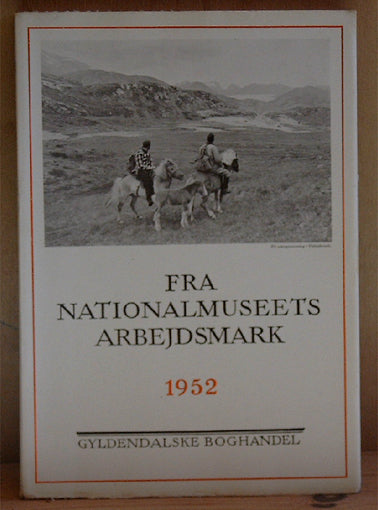 FRA
NATIONALMUSEETS
ARBEJDSMARK
1952
GYLDENDALSKE BOGHANDEL